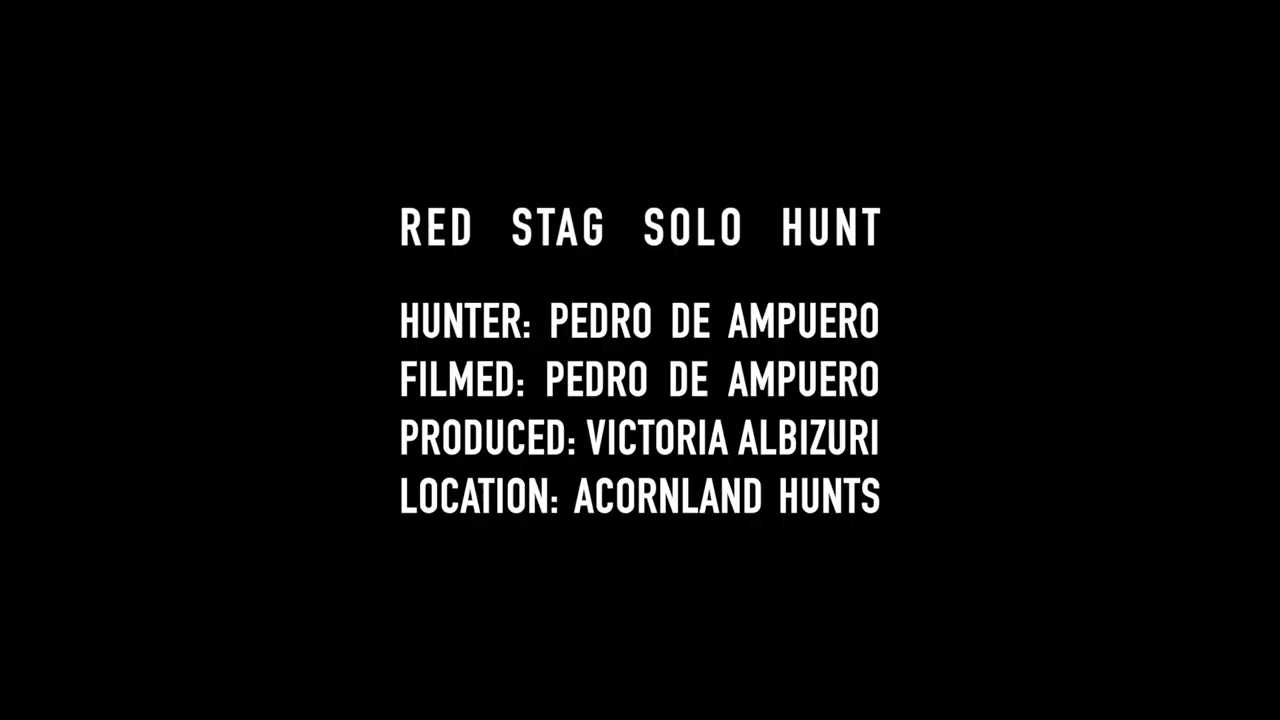 RED STAG SOLO HUNT
HUNTER: PEDRO DE AMPUERO
FILMED: PEDRO DE AMPUERO
PRODUCED: VICTORIA ALBIZURI
LOCATION: ACORNLAND HUNTS